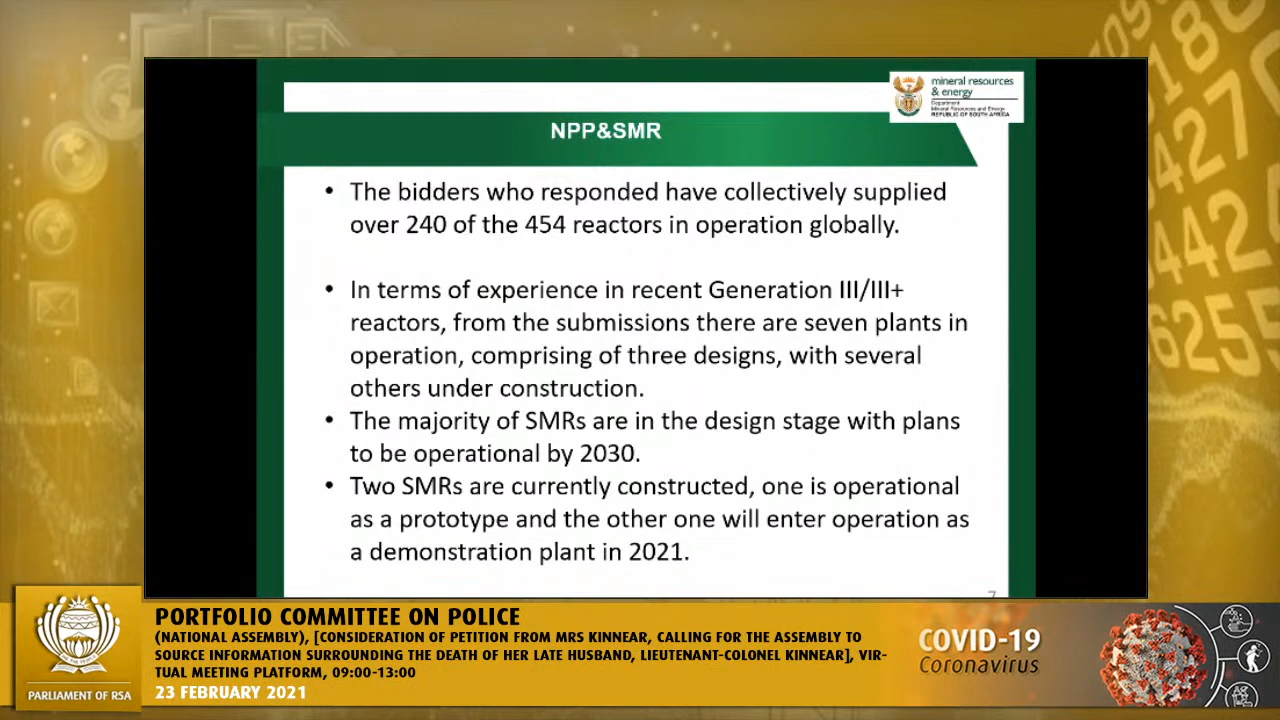 mineral resources
& energy
Department:
Mineral Resources and Energy
REPUBLIC OF SOUTH AFRICA
NPP&SMR
• The bidders who responded have collectively supplied
over 240 of the 454 reactors in operation globally.
• In terms of experience in recent Generation III/III+
reactors, from the submissions there are seven plants in
operation, comprising of three designs, with several
others under construction.
• The majority of SMRs are in the design stage with plans
to be operational by 2030.
• Two SMRs are currently constructed, one is operational
as a prototype and the other one will enter operation as
a demonstration plant in 2021.
7
PARLIAMENT OF RSA
PORTFOLIO COMMITTEE ON POLICE
(NATIONAL ASSEMBLY), [CONSIDERATION OF PETITION FROM MRS KINNEAR, CALLING FOR THE ASSEMBLY TO
SOURCE INFORMATION SURROUNDING THE DEATH OF HER LATE HUSBAND, LIEUTENANT-COLONEL KINNEAR], VIR-
TUAL MEETING PLATFORM, 09:00-13:00
23 FEBRUARY 2021
COVID-19
Coronavirus